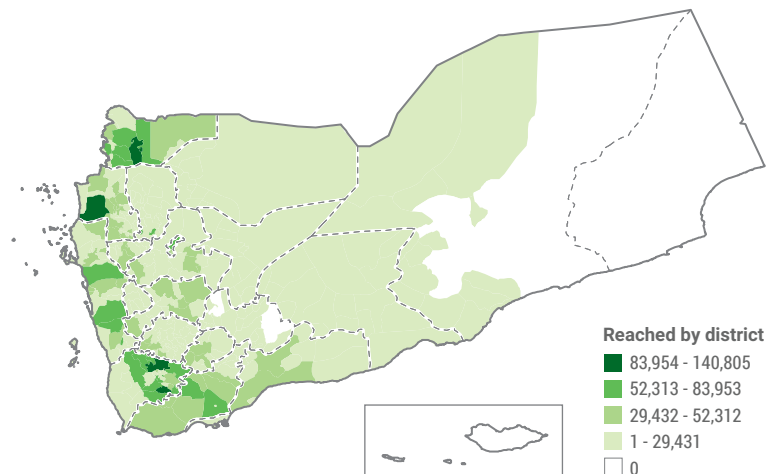 Reached by district
83,954 - 140,805
52,313 - 83,953
29,432 - 52,312
1 - 29,431
0